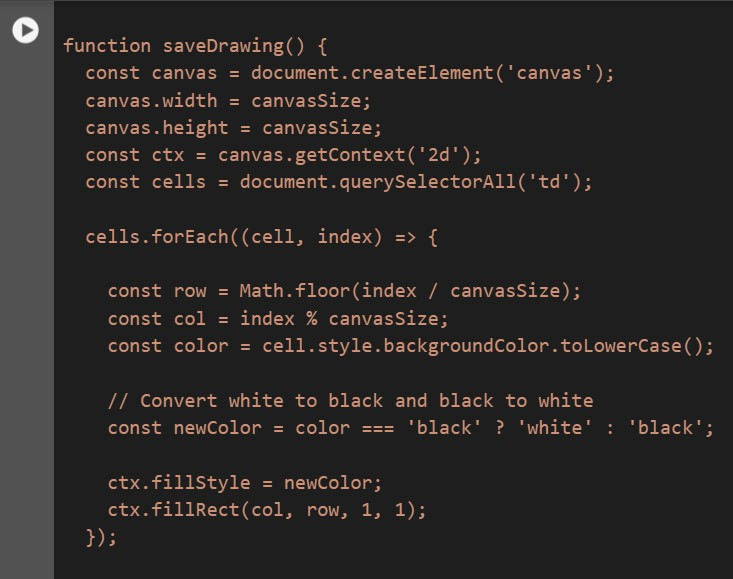 function saveDrawing() {
  const canvas = document.createElement('canvas');
  canvas.width = canvasSize;
  canvas.height = canvasSize;
  const ctx = canvas.getContext('2d');
  const cells = document.querySelectorAll('td');
  cells.forEach((cell, index) => {
    const row = Math.floor(index / canvasSize);
    const col = index % canvasSize;
    const color = cell.style.backgroundColor.toLowerCase();
    // Convert white to black and black to white
    const newColor = color === 'black' ? 'white' : 'black';
    ctx.fillStyle = newColor;
    ctx.fillRect(col, row, 1, 1);
  });